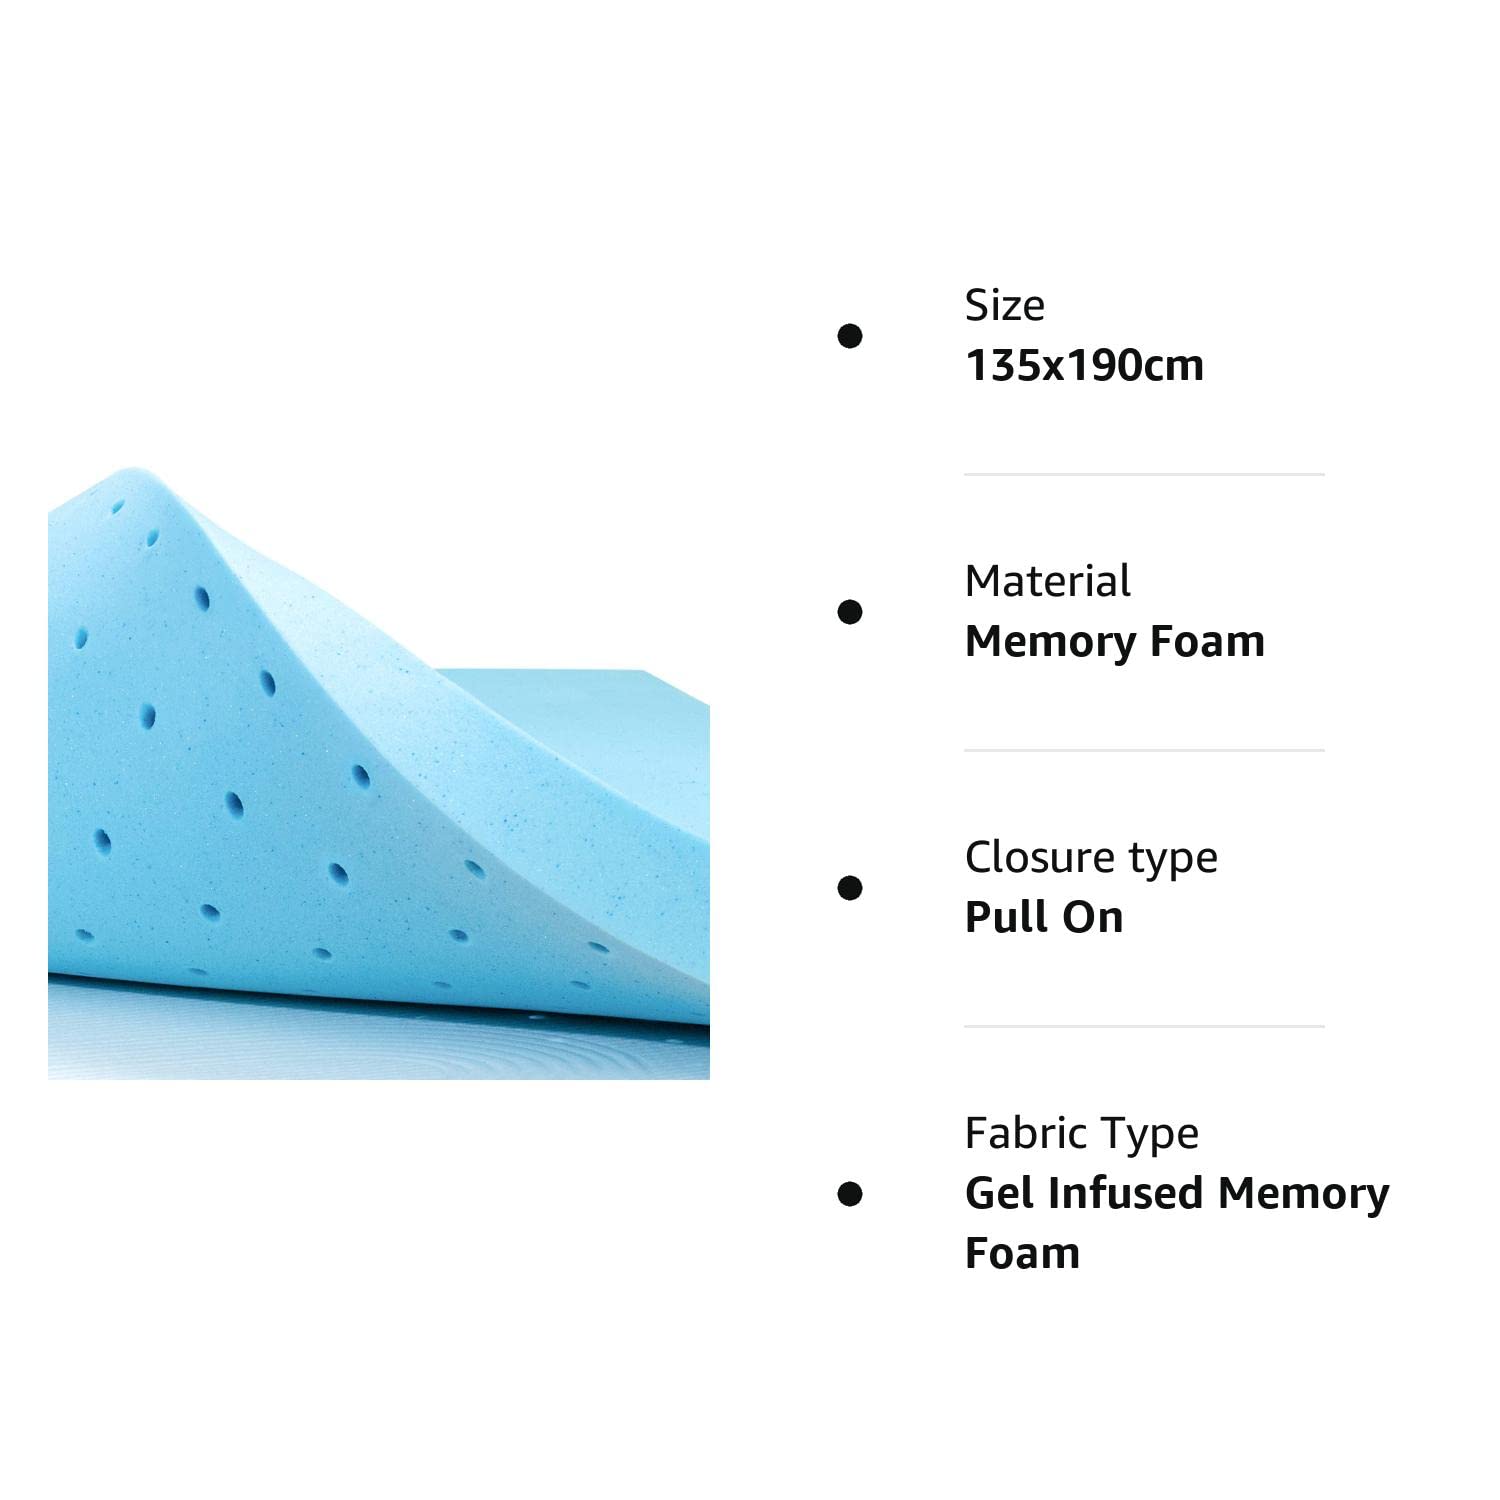 Size
135x190cm
Material
Memory Foam
Closure type
Pull On
Fabric Type
Gel Infused Memory
Foam